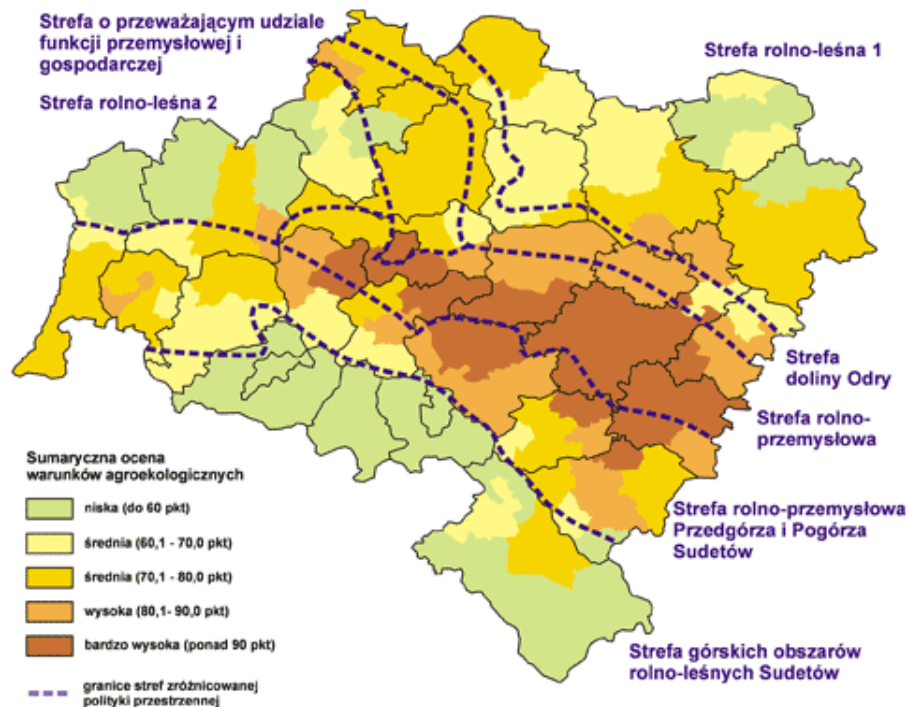 Strefa o przeważającym udziale
funkcji przemysłowej i
gospodarczej
Strefa rolno-leśna 1
Strefa rolno-leśna 2
Strefa
doliny Odry
Strefa rolno-
przemysłowa
Strefa rolno-przemysłowa
Przedgórza i Pogórza
Sudetów
Strefa górskich obszarów
rolno-leśnych Sudetów
Sumaryczna ocena
warunków agroekologicznych
niska (do 60 pkt)
średnia (60,1 - 70,0 pkt)
średnia (70,1 - 80,0 pkt)
wysoka (80,1- 90,0 pkt)
bardzo wysoka (ponad 90 pkt)
granice stref zróżnicowanej
polityki przestrzennej